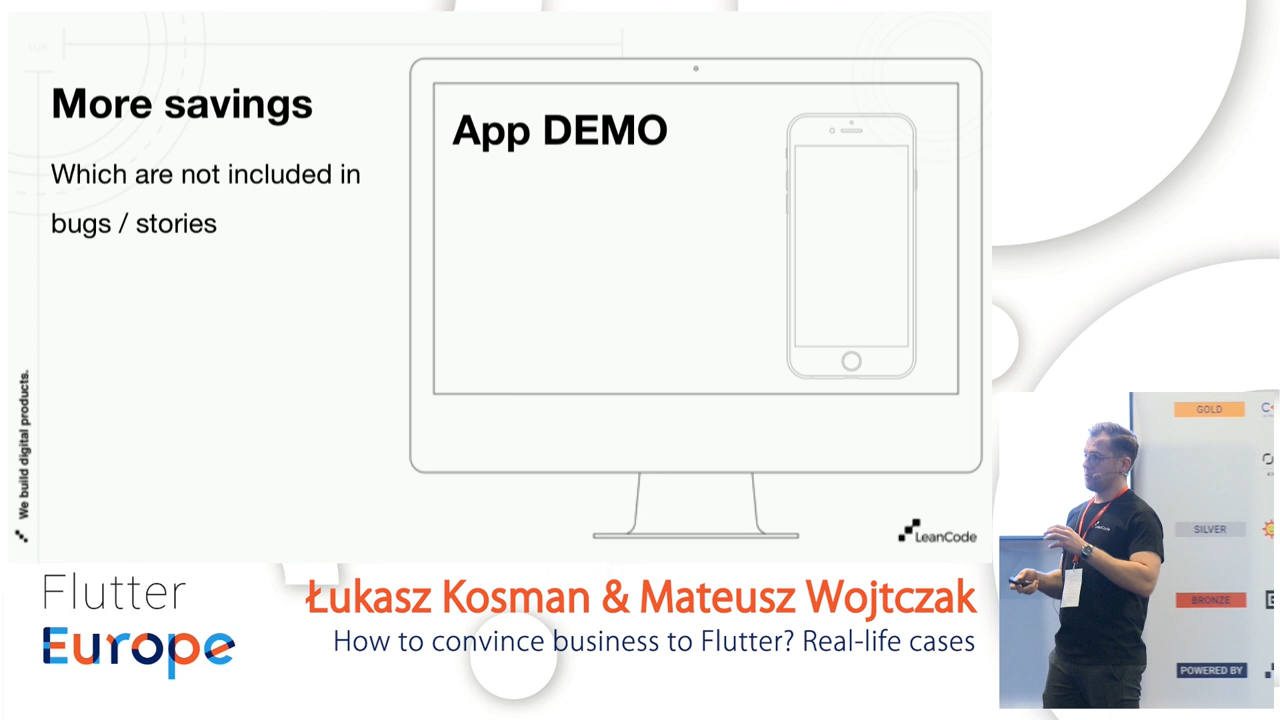 More savings
Which are not included in
bugs / stories
App DEMO
We build digital products.
LeanCode
Flutter
Europe
Łukasz Kosman & Mateusz Wojtczak
How to convince business to Flutter? Real-life cases
GOLD
SILVER
BRONZE
POWERED BY
LeanCode